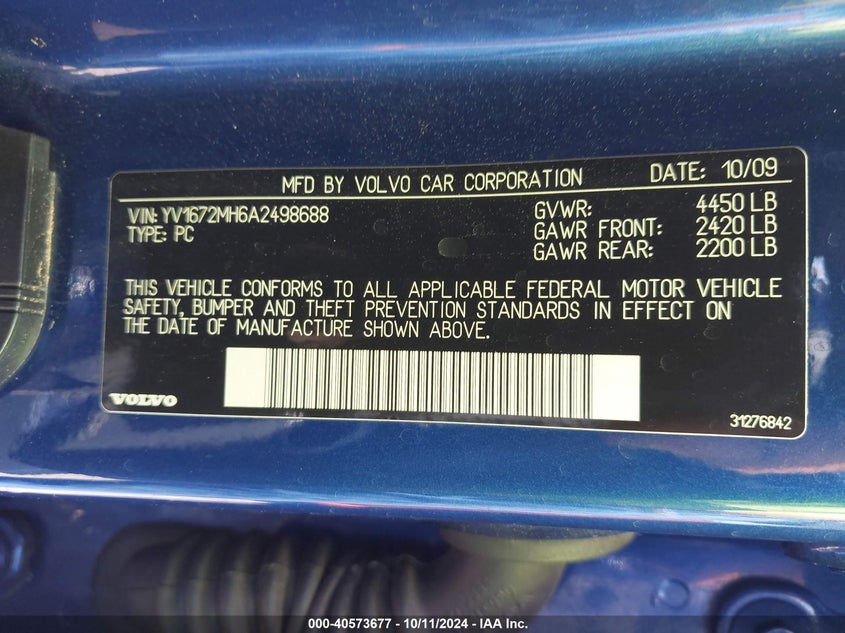 MFD BY VOLVO CAR CORPORATION DATE: 10/09
VIN: YV1672MH6A2498688 GVWR: 4450 LB
TYPE: PC GAWR FRONT: 2420 LB
GAWR REAR: 2200 LB
THIS VEHICLE CONFORMS TO ALL APPLICABLE FEDERAL MOTOR VEHICLE
SAFETY, BUMPER AND THEFT PREVENTION STANDARDS IN EFFECT ON
THE DATE OF MANUFACTURE SHOWN ABOVE.
VOLVO
31276842
000-40573677 - 10/11/2024 - IAA Inc.